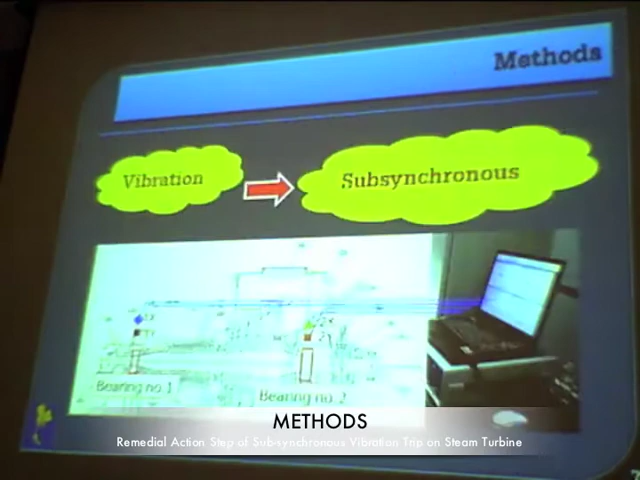 Methods
Vibration
Subsynchronous
Bearing no.1
Bearing no. 2
METHODS
Remedial Action Step of Sub-synchronous Vibration Trip on Steam Turbine